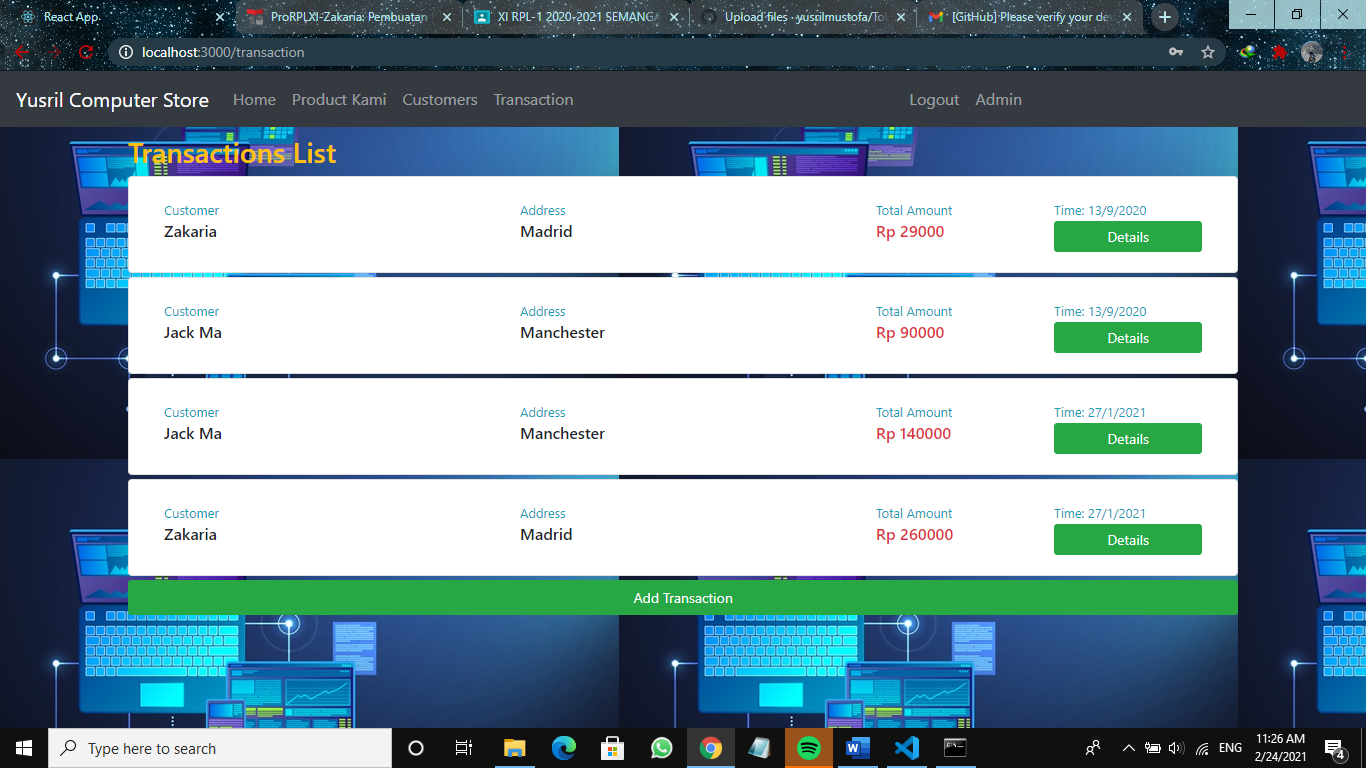 React App
ProRPLXI-Zakaria: Pembuatan
XI RPL-1 2020-2021 SEMANGA
Upload files · yusrilmustofa/Tol
[GitHub] Please verify your dev
localhost:3000/transaction
Yusril Computer Store Home Product Kami Customers Transaction Logout Admin
Transactions List
Customer Address Total Amount Time: 13/9/2020
Zakaria Madrid Rp 29000 Details
Customer Address Total Amount Time: 13/9/2020
Jack Ma Manchester Rp 90000 Details
Customer Address Total Amount Time: 27/1/2021
Jack Ma Manchester Rp 140000 Details
Customer Address Total Amount Time: 27/1/2021
Zakaria Madrid Rp 260000 Details
Add Transaction
Type here to search
ENG
11:26 AM
2/24/2021
4